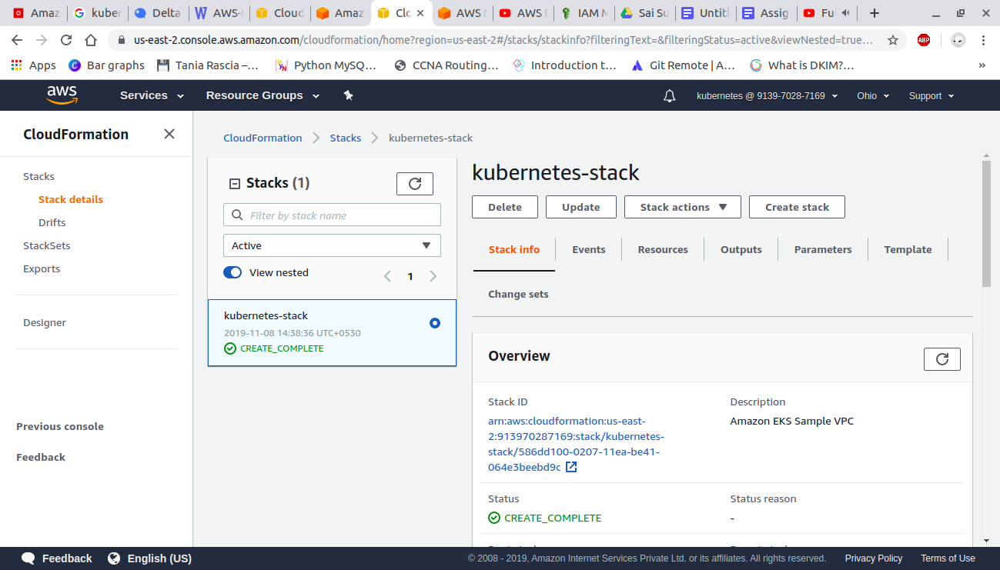 Amaz
kuber
Delta
AWS-
Cloud
Amaz
Clo
AWS
AWS E
IAM M
Sai Su
Untitl
Assig
Fu
us-east-2.console.aws.amazon.com/cloudformation/home?region=us-east-2#/stacks/stackinfo?filteringText=&filteringStatus=active&viewNested=true…
ABP
Apps
Bar graphs
Tania Rascia –…
Python MySQ…
CCNA Routing…
Introduction t…
Git Remote | A…
What is DKIM?…
»
aws
Services
Resource Groups
kubernetes @ 9139-7028-7169
Ohio
Support
CloudFormation
Stacks
Stack details
Drifts
StackSets
Exports
Designer
Previous console
Feedback
CloudFormation
Stacks
kubernetes-stack
Stacks (1)
Filter by stack name
Active
View nested
1
kubernetes-stack
2019-11-08 14:38:36 UTC+0530
CREATE_COMPLETE
kubernetes-stack
Delete
Update
Stack actions
Create stack
Stack info
Events
Resources
Outputs
Parameters
Template
Change sets
Overview
Stack ID
arn:aws:cloudformation:us-east-
2:913970287169:stack/kubernetes-
stack/586dd100-0207-11ea-be41-
064e3beebd9c
Description
Amazon EKS Sample VPC
Status
CREATE_COMPLETE
Status reason
-
Feedback
English (US)
© 2008 - 2019, Amazon Internet Services Private Ltd. or its affiliates. All rights reserved.
Privacy Policy
Terms of Use